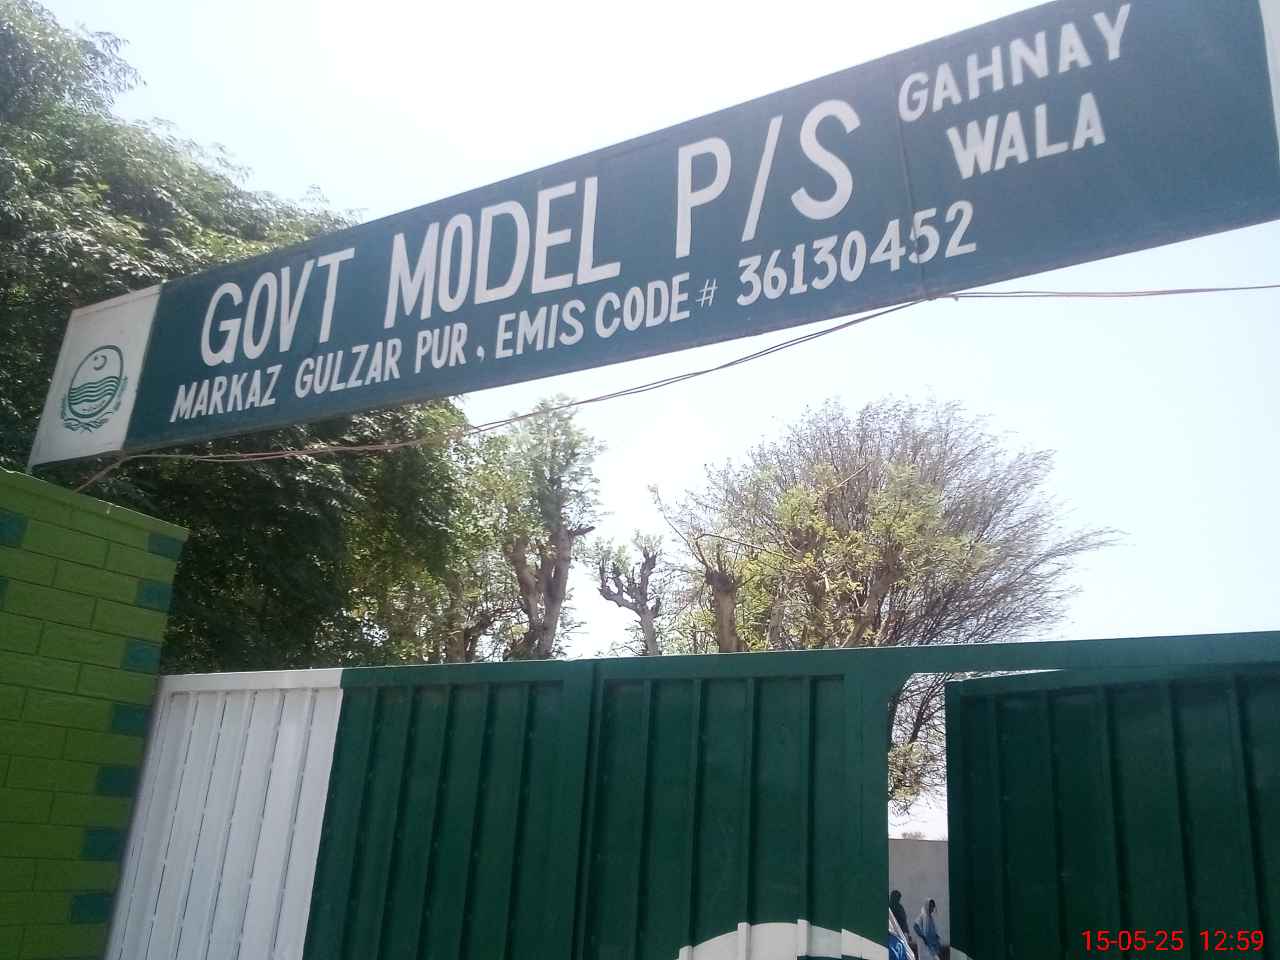 GOVT MODEL P/S GAHNAY WALA
MARKAZ GULZAR PUR, EMIS CODE # 36130452
15-05-25 12:59